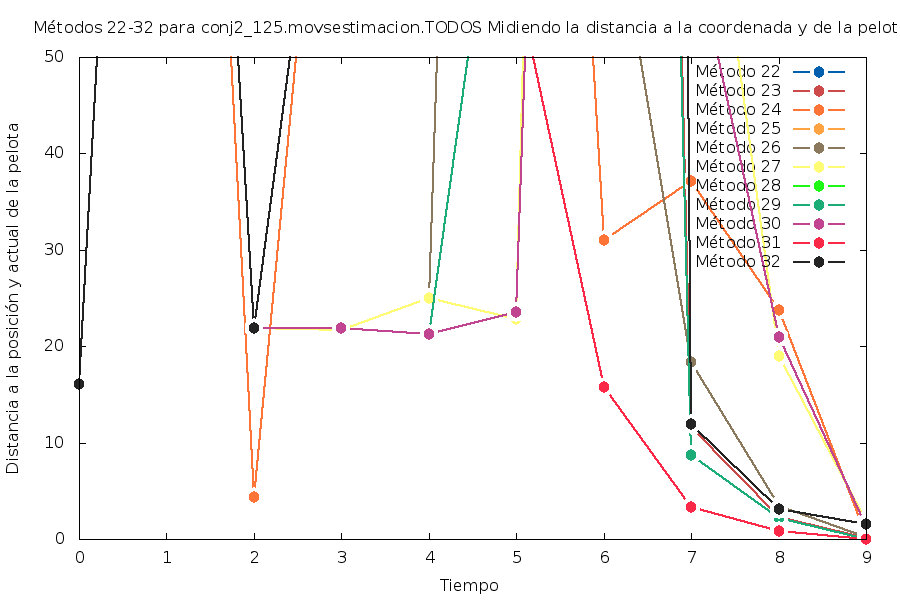 Métodos 22-32 para conj2_125.movsestimacion.TODOS Midiendo la distancia a la coordenada y de la pelot
Distancia a la posición y actual de la pelota
50
40
30
20
10
0
Método 22
Método 23
Método 24
Método 25
Método 26
Método 27
Método 28
Método 29
Método 30
Método 31
Método 32
0 1 2 3 4 5 6 7 8 9
Tiempo